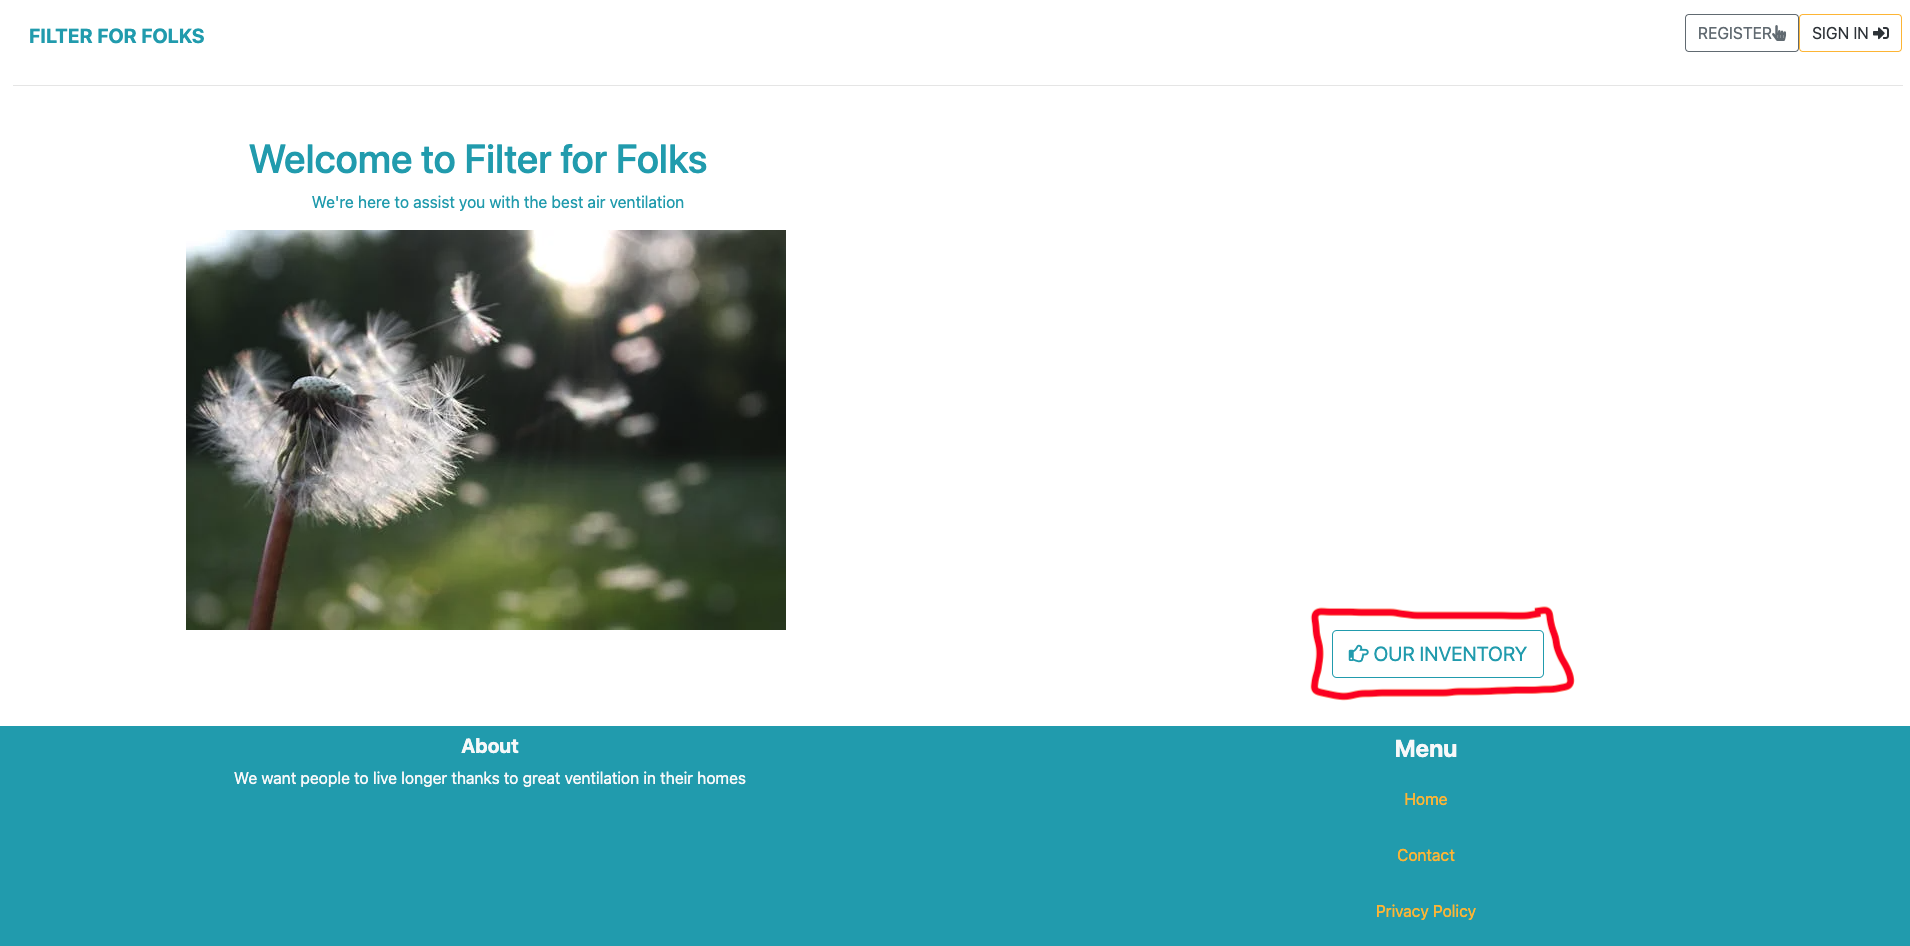 FILTER FOR FOLKS
REGISTER
SIGN IN
Welcome to Filter for Folks
We're here to assist you with the best air ventilation
OUR INVENTORY
About
We want people to live longer thanks to great ventilation in their homes
Menu
Home
Contact
Privacy Policy